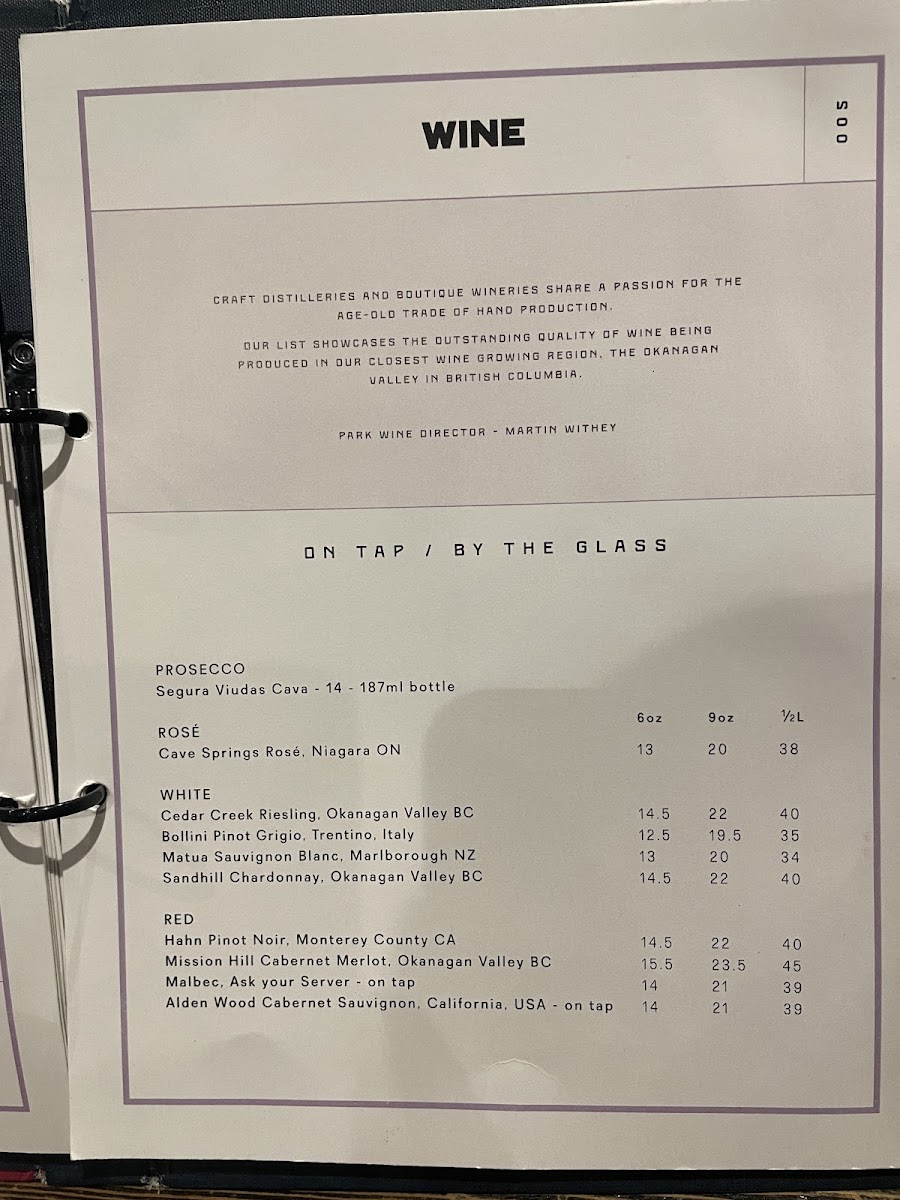 WINE
005
CRAFT DISTILLERIES AND BOUTIQUE WINERIES SHARE A PASSION FOR THE
AGE-OLD TRADE OF HAND PRODUCTION.
OUR LIST SHOWCASES THE OUTSTANDING QUALITY OF WINE BEING
PRODUCED IN OUR CLOSEST WINE GROWING REGION, THE OKANAGAN
VALLEY IN BRITISH COLUMBIA.
PARK WINE DIRECTOR - MARTIN WITHEY
ON TAP / BY THE GLASS
PROSECCO
Segura Viudas Cava - 14 - 187ml bottle
6oz 9oz ½L
ROSÉ
Cave Springs Rosé, Niagara ON 13 20 38
WHITE
Cedar Creek Riesling, Okanagan Valley BC 14.5 22 40
Bollini Pinot Grigio, Trentino, Italy 12.5 19.5 35
Matua Sauvignon Blanc, Marlborough NZ 13 20 34
Sandhill Chardonnay, Okanagan Valley BC 14.5 22 40
RED
Hahn Pinot Noir, Monterey County CA 14.5 22 40
Mission Hill Cabernet Merlot, Okanagan Valley BC 15.5 23.5 45
Malbec, Ask your Server - on tap 14 21 39
Alden Wood Cabernet Sauvignon, California, USA - on tap 14 21 39